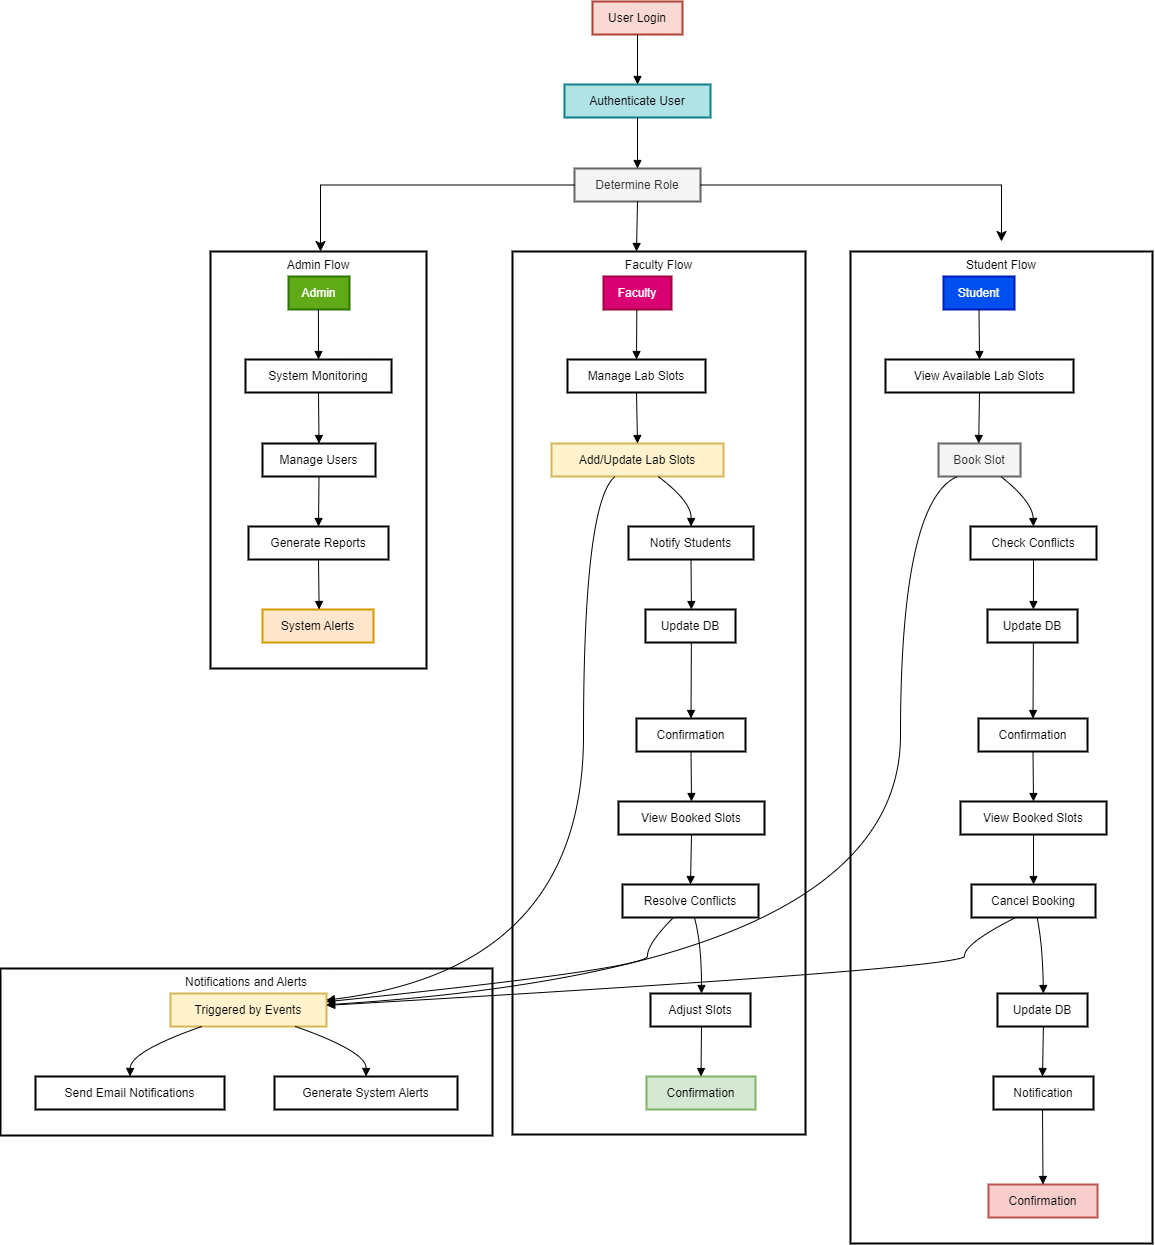 User Login
Authenticate User
Determine Role
Admin Flow
Admin
System Monitoring
Manage Users
Generate Reports
System Alerts
Faculty Flow
Faculty
Manage Lab Slots
Add/Update Lab Slots
Notify Students
Update DB
Confirmation
View Booked Slots
Resolve Conflicts
Adjust Slots
Confirmation
Student Flow
Student
View Available Lab Slots
Book Slot
Check Conflicts
Update DB
Confirmation
View Booked Slots
Cancel Booking
Update DB
Notification
Confirmation
Notifications and Alerts
Triggered by Events
Send Email Notifications
Generate System Alerts